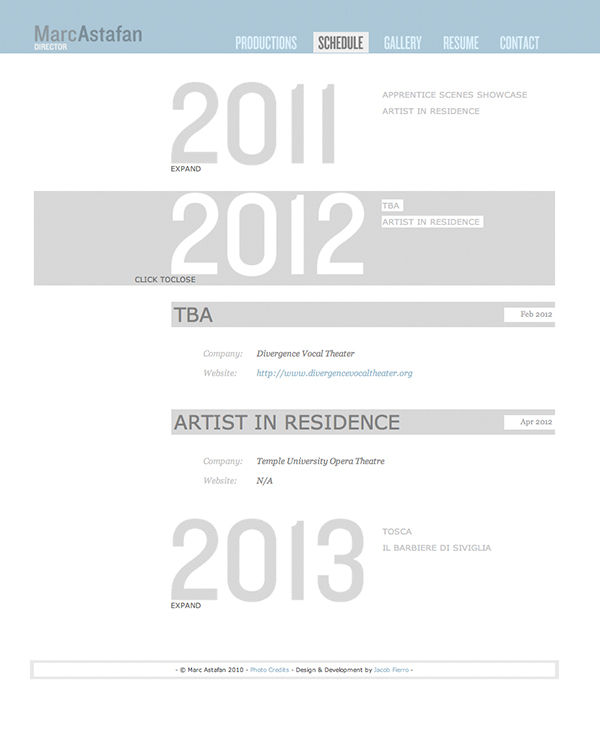 MarcAstafan
DIRECTOR
PRODUCTIONS SCHEDULE GALLERY RESUME CONTACT
2011
APPRENTICE SCENES SHOWCASE
ARTIST IN RESIDENCE
EXPAND
2012
TBA
ARTIST IN RESIDENCE
CLICK TOCLOSE
TBA Feb 2012
Company: Divergence Vocal Theater
Website: http://www.divergencevocaltheater.org
ARTIST IN RESIDENCE Apr 2012
Company: Temple University Opera Theatre
Website: N/A
2013
TOSCA
IL BARBIERE DI SIVIGLIA
EXPAND
- © Marc Astafan 2010 - Photo Credits - Design & Development by Jacob Fierro -